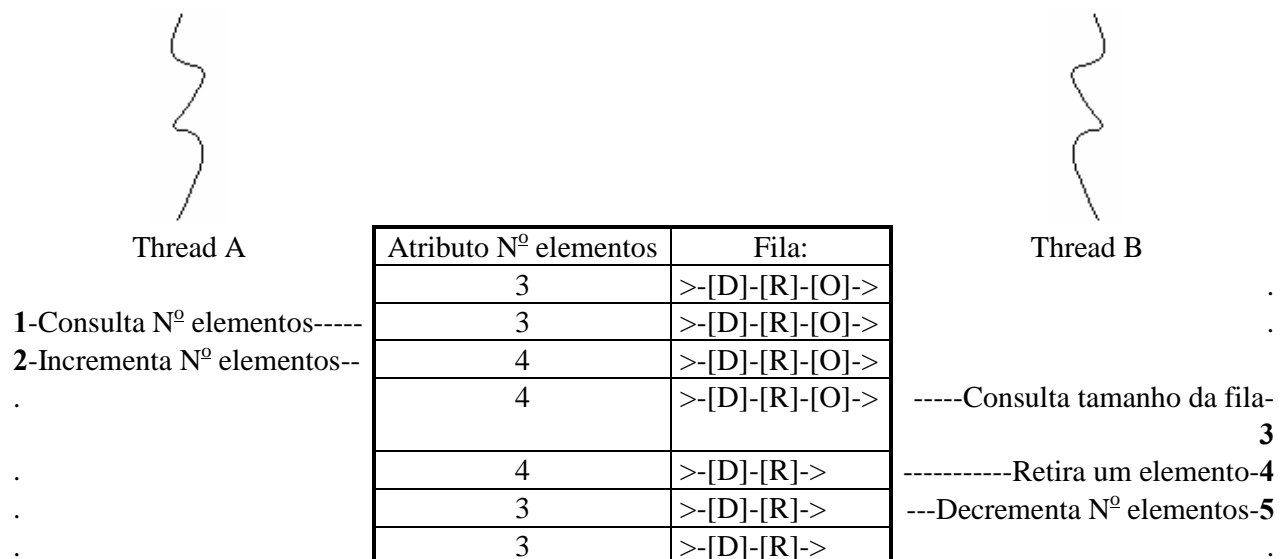 Thread A Atributo Nº elementos Fila: Thread B
3 >-[D]-[R]-[O]-> .
1-Consulta Nº elementos----- 3 >-[D]-[R]-[O]-> .
2-Incrementa Nº elementos-- 4 >-[D]-[R]-[O]->
. 4 >-[D]-[R]-[O]-> -----Consulta tamanho da fila-
3
. 4 >-[D]-[R]-> -----------Retira um elemento-4
. 3 >-[D]-[R]-> ---Decrementa Nº elementos-5
. 3 >-[D]-[R]-> .